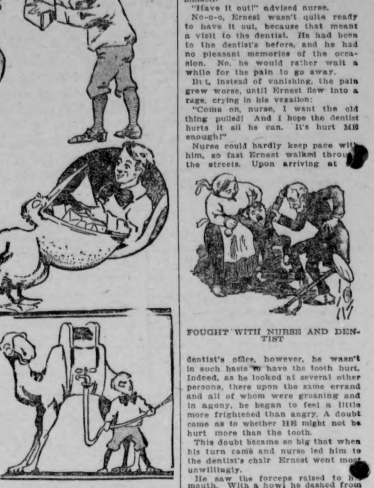 "Have it out!" advised nurse.
No-o-o, Ernest wasn't quite ready
to have it out, because that meant
a visit to the dentist. He had been
to the dentist's before, and he had
no pleasant memories of the occa-
sion. No, he would rather wait a
while for the pain to go away.
But, instead of vanishing, the pain
grew worse, until Ernest flew into a
rage, crying in his vexation:
"Come on, nurse, I want the old
thing pulled! And I hope the dentist
hurts it all he can. It's hurt ME
enough!"
Nurse could hardly keep pace with
him, so fast Ernest walked through
the streets. Upon arriving at
FOUGHT WITH NURSE AND DEN-
TIST
dentist's office, however, he wasn't
in such haste to have the tooth hurt.
Indeed, as he looked at several other
persons, there upon the same errand
and all of whom were groaning and
in agony, he began to feel a little
more frightened than angry. A doubt
came as to whether HE might not be
hurt more than the tooth.
This doubt became so big that when
his turn came and nurse led him to
the dentist's chair Ernest went most
unwillingly.
He saw the forceps raised to his
mouth. With a howl he dashed from